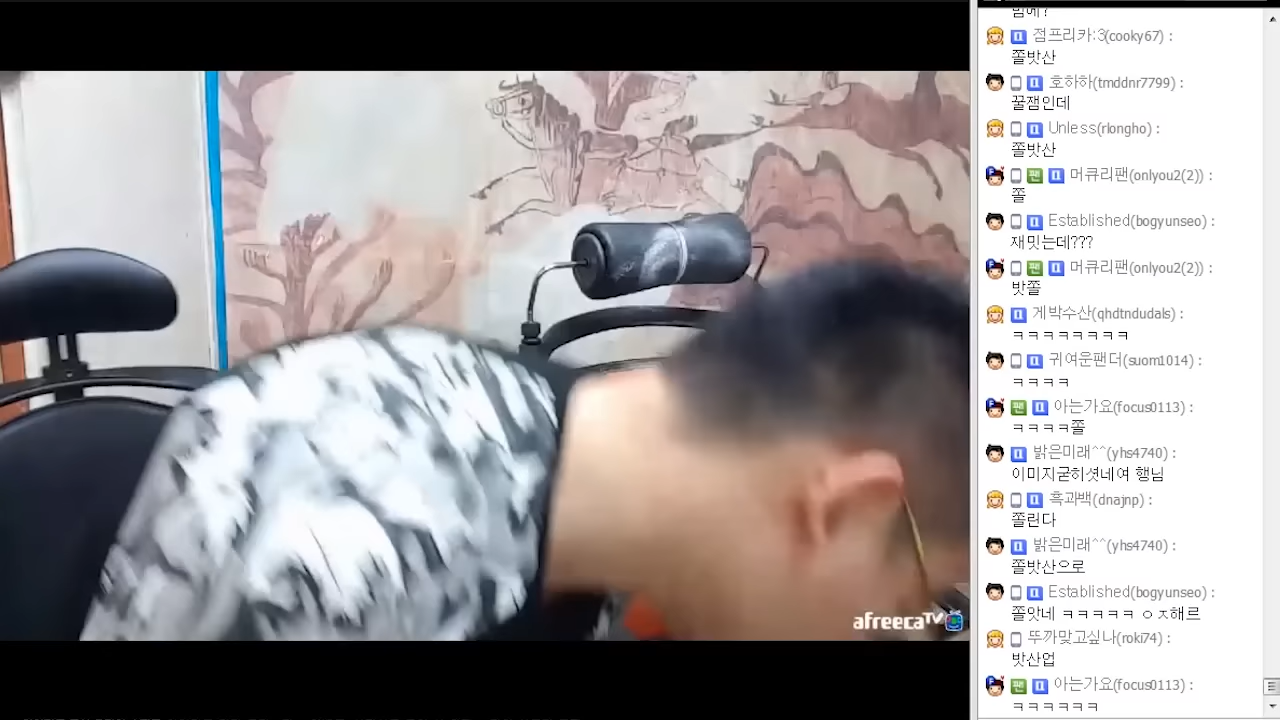 afreecaTV
점프리카:3(cooky67) :
쫄밧산
호하하(tmddnr7799) :
꿀잼인데
Unless(rlongho) :
쫄밧산
팬 머큐리팬(onlyou2(2)) :
쫄
Established(bogyunseo) :
재밋는데???
팬 머큐리팬(onlyou2(2)) :
밧쫄
게박수산(qhdtndudals) :
ㅋㅋㅋㅋㅋㅋㅋㅋ
귀여운팬더(suom1014) :
ㅋㅋㅋㅋ
팬 아는가요(focus0113) :
ㅋㅋㅋㅋ쫄
밝은미래^^(yhs4740) :
이미지굳히셧네여 행님
흑과백(dnajnp) :
쫄린다
밝은미래^^(yhs4740) :
쫄밧산으로
Established(bogyunseo) :
쫄앗네 ㅋㅋㅋㅋㅋ ㅇㅈ해르
뚜까맞고싶나(roki74) :
밧산업
팬 아는가요(focus0113) :
ㅋㅋㅋㅋㅋㅋ